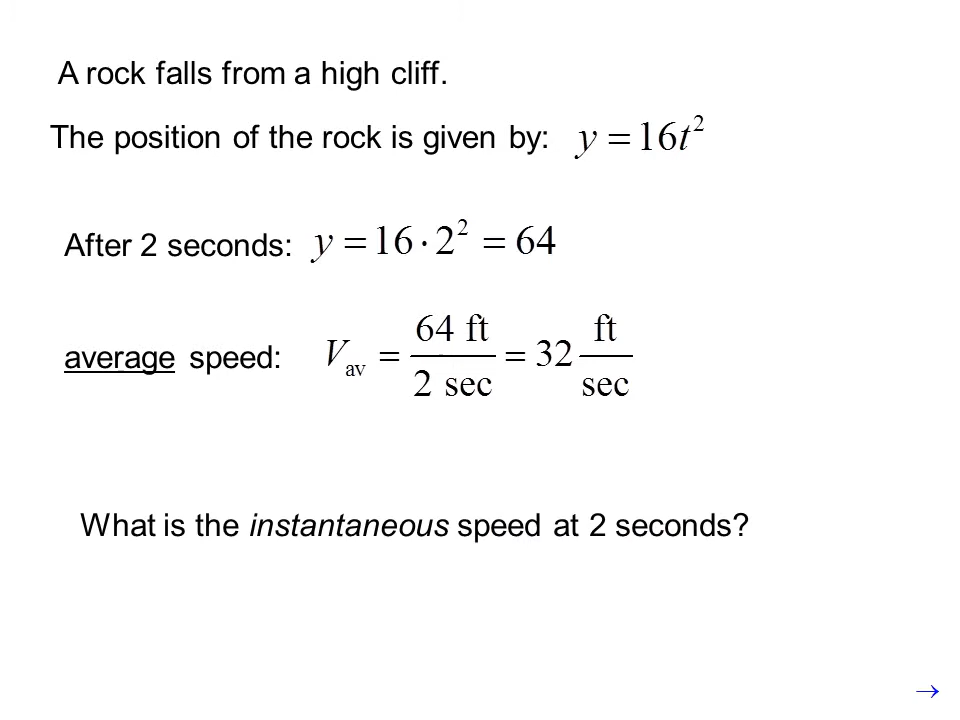 A rock falls from a high cliff.
The position of the rock is given by: y = 16t²
After 2 seconds: y = 16 · 2² = 64
average speed: V_av = 64 ft / 2 sec = 32 ft / sec
What is the instantaneous speed at 2 seconds?
→